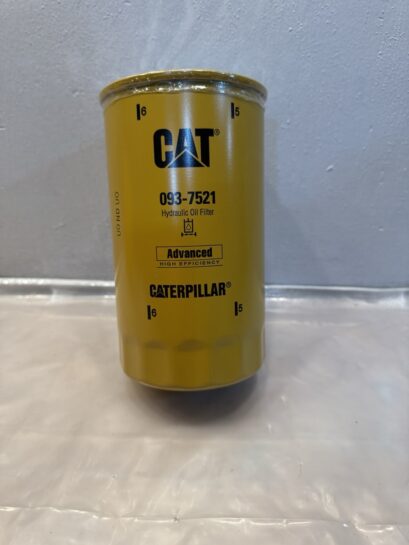 6 5
CAT®
093-7521
Hydraulic Oil Filter
Advanced
HIGH EFFICIENCY
CATERPILLAR®
6 5